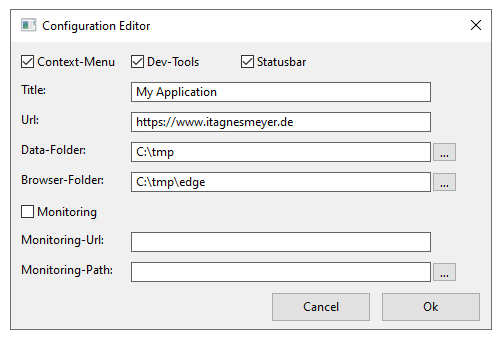 Configuration Editor
Context-Menu Dev-Tools Statusbar
Title: My Application
Url: https://www.itagnesmeyer.de
Data-Folder: C:\tmp ...
Browser-Folder: C:\tmp\edge ...
Monitoring
Monitoring-Url:
Monitoring-Path: ...
Cancel Ok